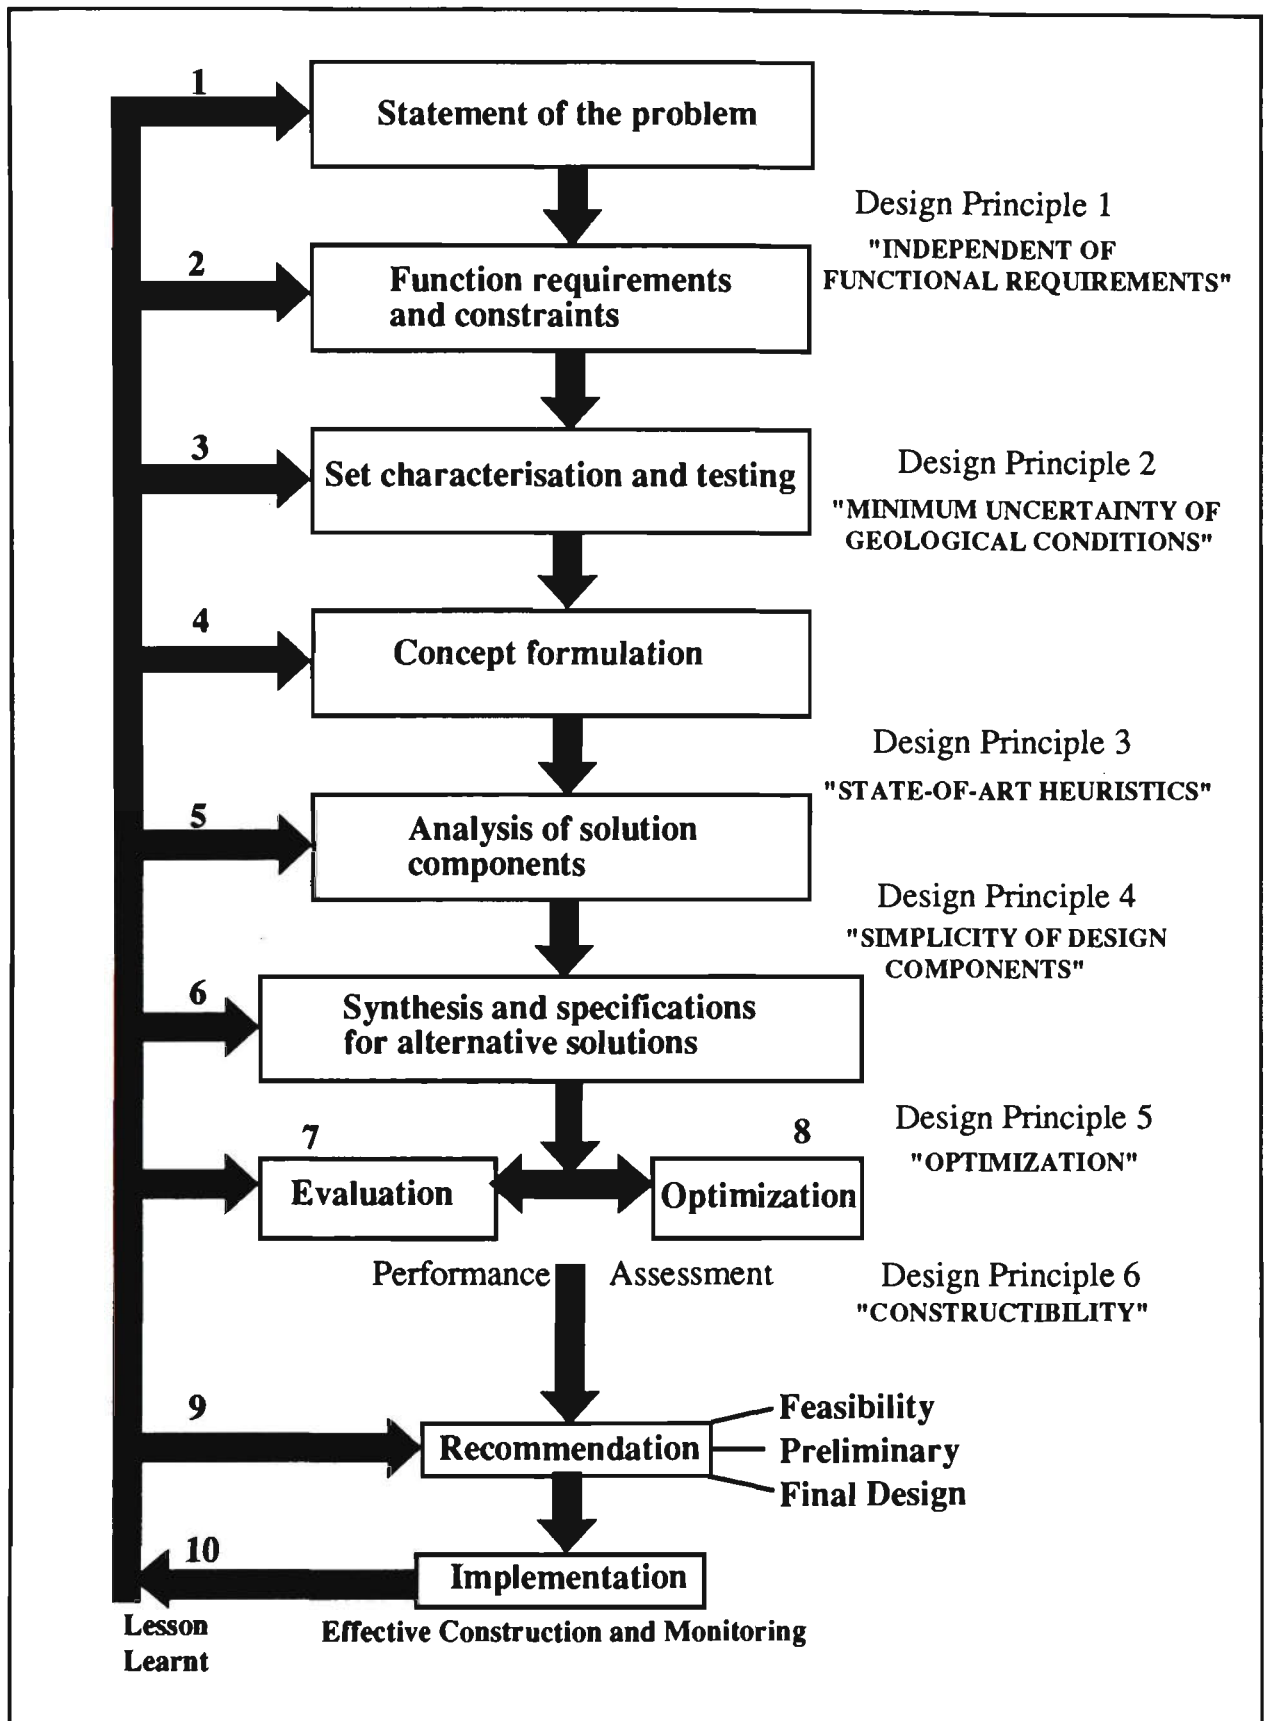 1
Statement of the problem
Design Principle 1
"INDEPENDENT OF
FUNCTIONAL REQUIREMENTS"
2
Function requirements
and constraints
3
Set characterisation and testing
Design Principle 2
"MINIMUM UNCERTAINTY OF
GEOLOGICAL CONDITIONS"
4
Concept formulation
Design Principle 3
"STATE-OF-ART HEURISTICS"
5
Analysis of solution
components
Design Principle 4
"SIMPLICITY OF DESIGN
COMPONENTS"
6
Synthesis and specifications
for alternative solutions
Design Principle 5
"OPTIMIZATION"
7
Evaluation
8
Optimization
Performance Assessment
Design Principle 6
"CONSTRUCTIBILITY"
9
Recommendation
Feasibility
Preliminary
Final Design
10
Implementation
Lesson
Learnt
Effective Construction and Monitoring